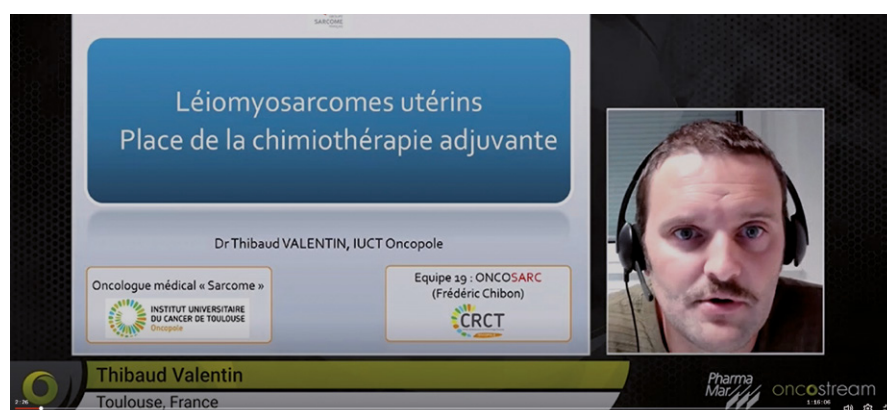 SARCOME
Léiomyosarcomes utérins
Place de la chimiothérapie adjuvante
Dr Thibaud VALENTIN, IUCT Oncopole
Oncologue médical « Sarcome »
INSTITUT UNIVERSITAIRE
DU CANCER DE TOULOUSE
Oncopole
Equipe 19 : ONCOSARC
(Frédéric Chibon)
CRCT
Thibaud Valentin
Toulouse, France
Pharma
Mar
oncostream
2:26
1:16:06